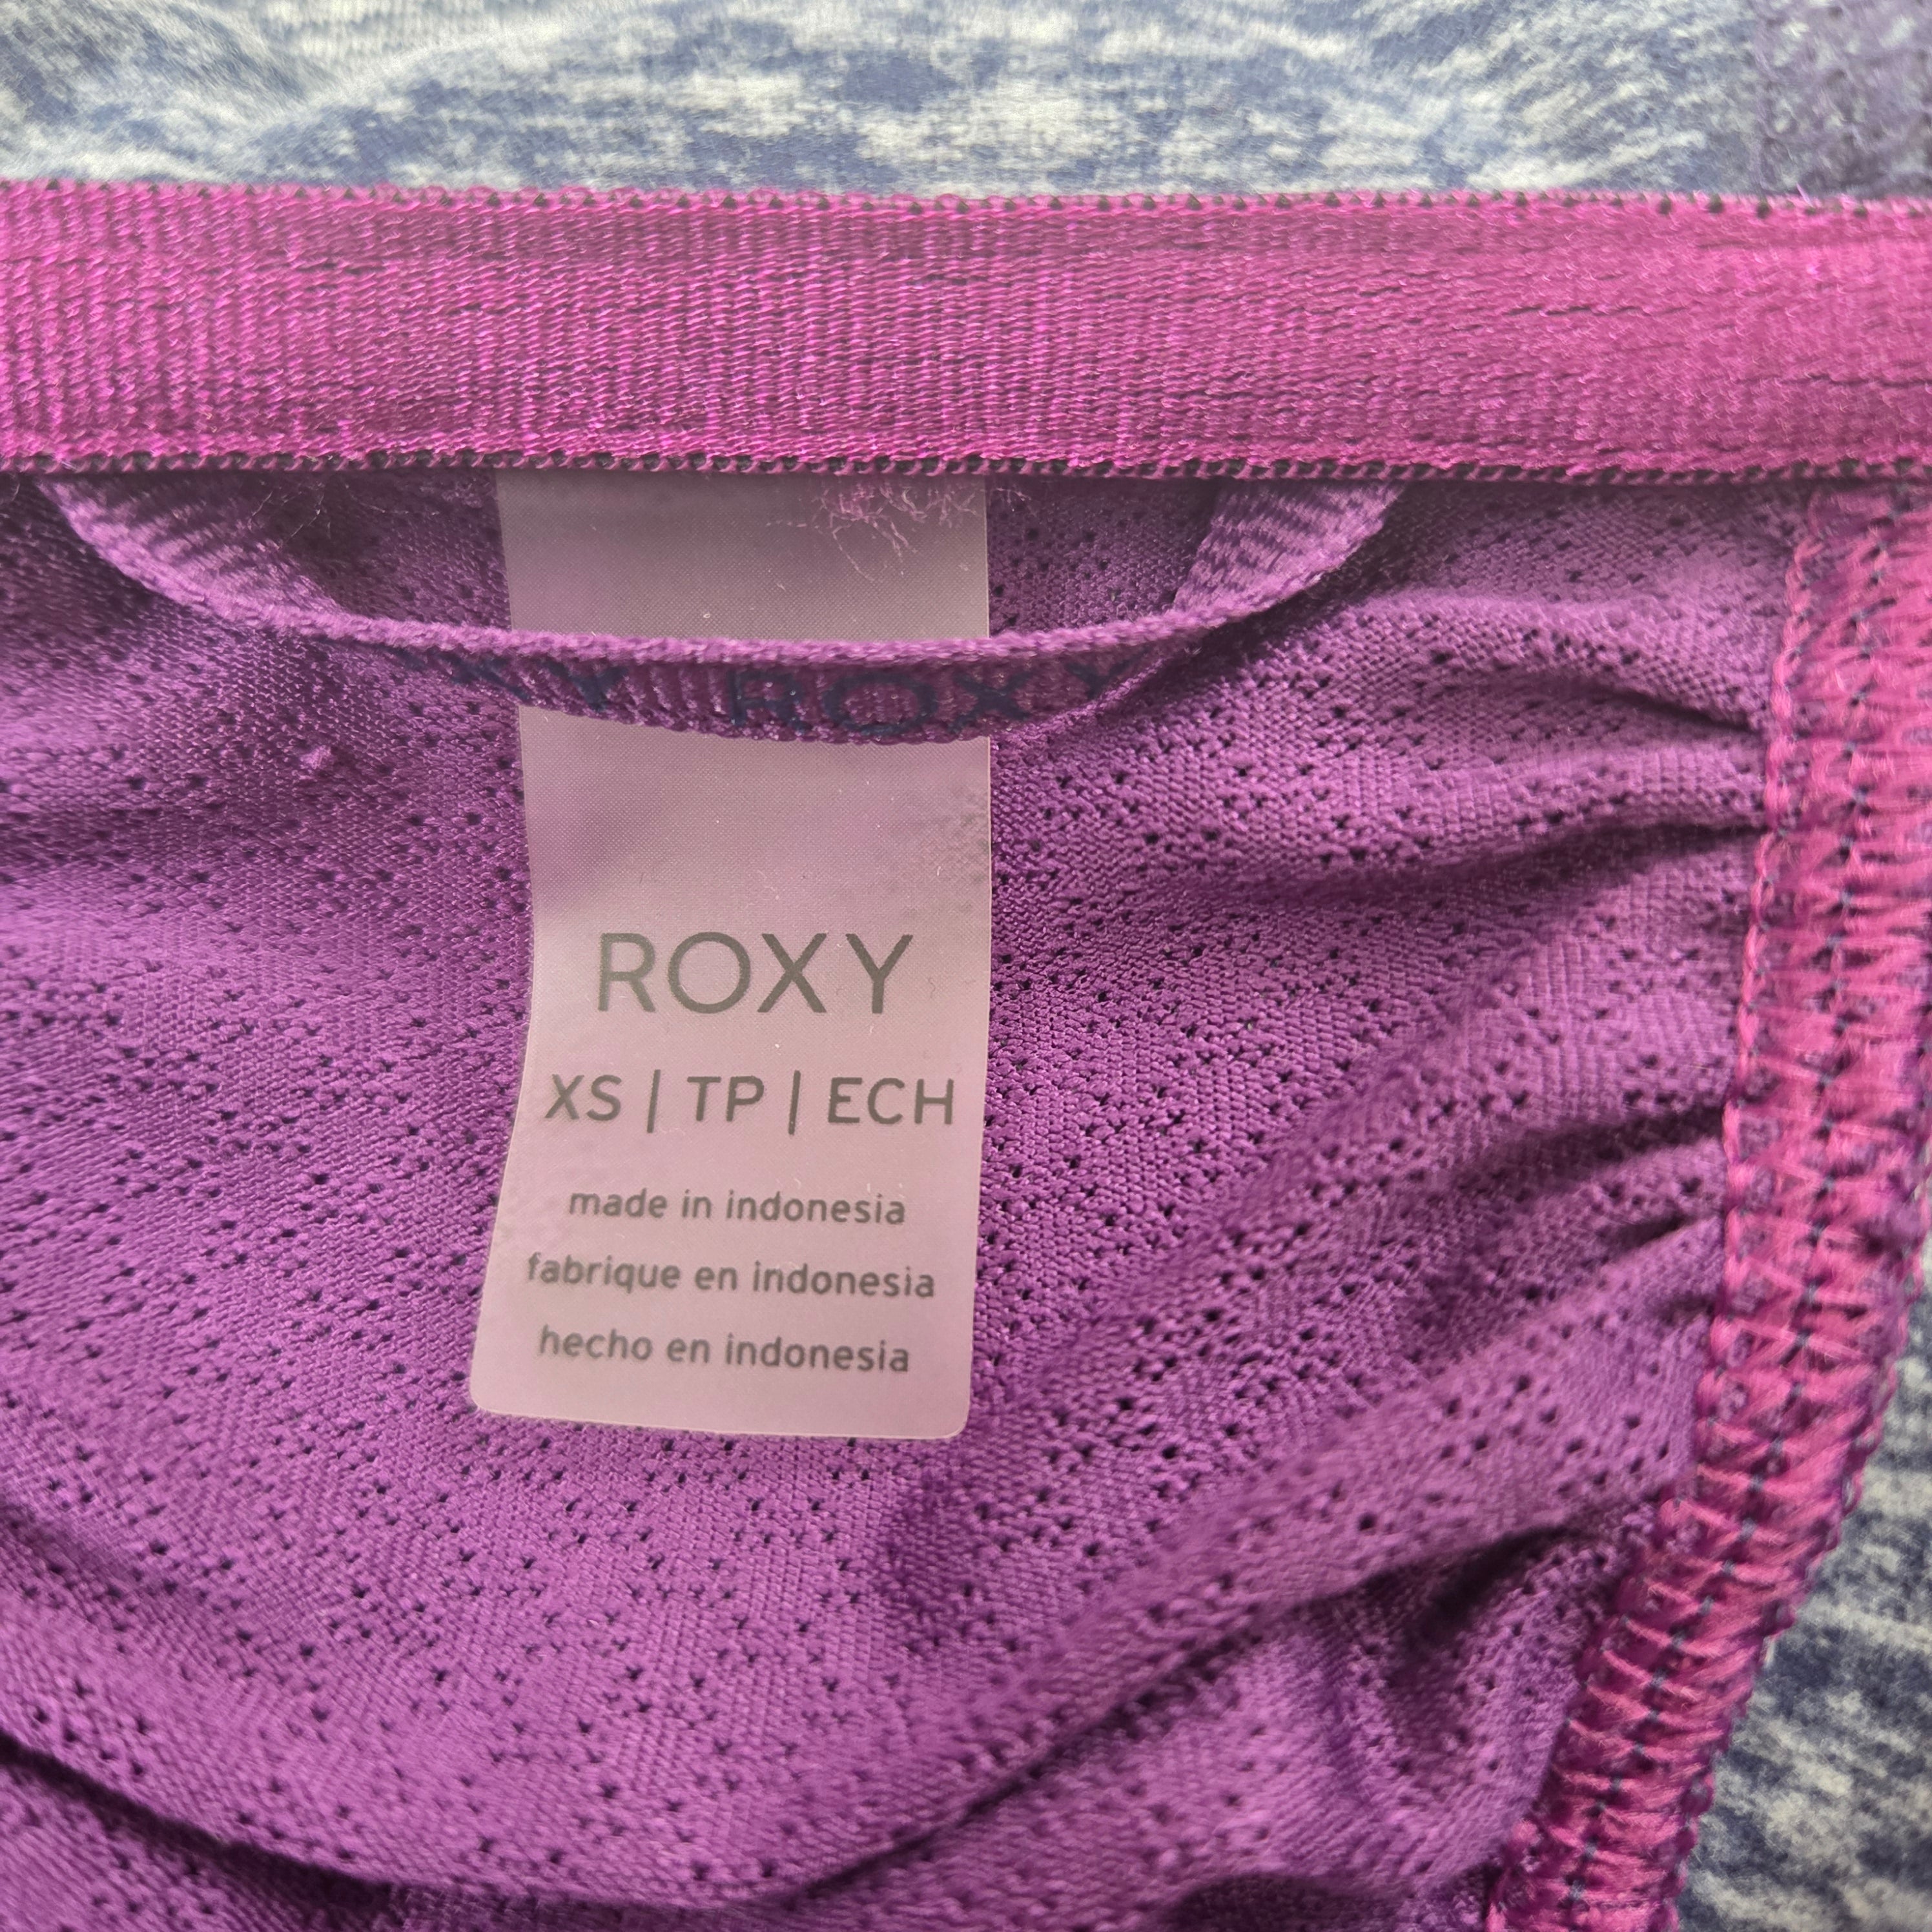 ROXY
ROXY
XS | TP | ECH
made in indonesia
fabrique en indonesia
hecho en indonesia